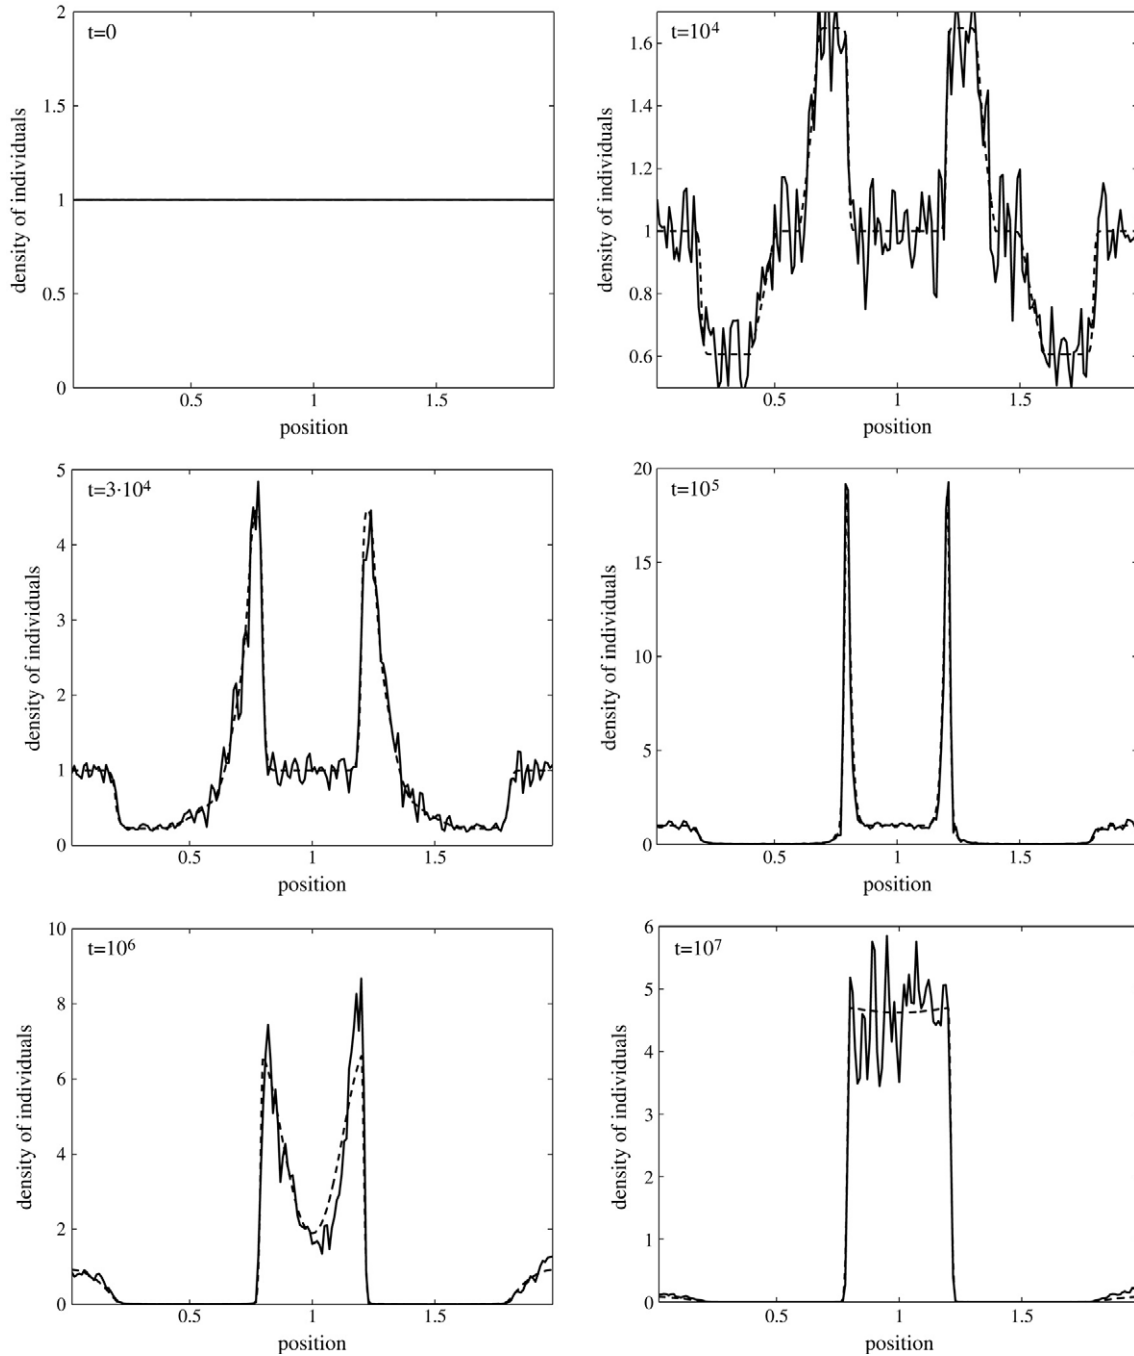 t=0
2
1.5
1
0.5
0
0.5
1
1.5
position
density of individuals
t=10⁴
1.6
1.4
1.2
1
0.8
0.6
0.5
1
1.5
position
density of individuals
t=3·10⁴
5
4
3
2
1
0
0.5
1
1.5
position
density of individuals
t=10⁵
20
15
10
5
0
0.5
1
1.5
position
density of individuals
t=10⁶
10
8
6
4
2
0
0.5
1
1.5
position
density of individuals
t=10⁷
6
5
4
3
2
1
0
0.5
1
1.5
position
density of individuals